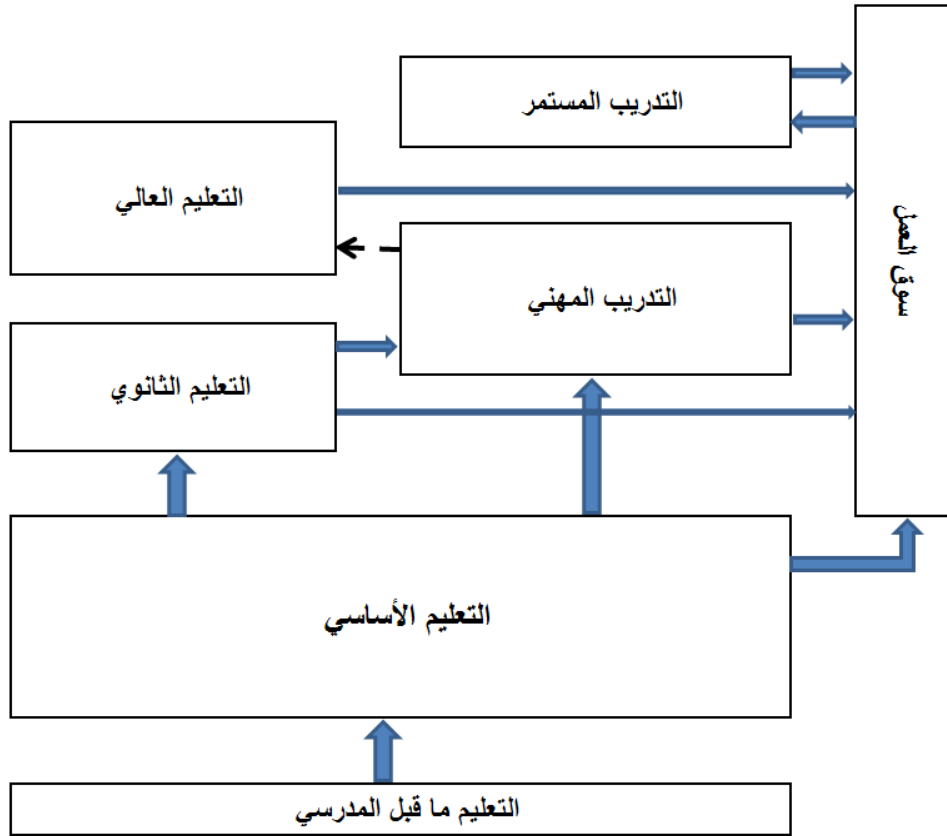 التدريب المستمر
التعليم العالي
سوق العمل
التدريب المهني
التعليم الثانوي
التعليم الأساسي
التعليم ما قبل المدرسي